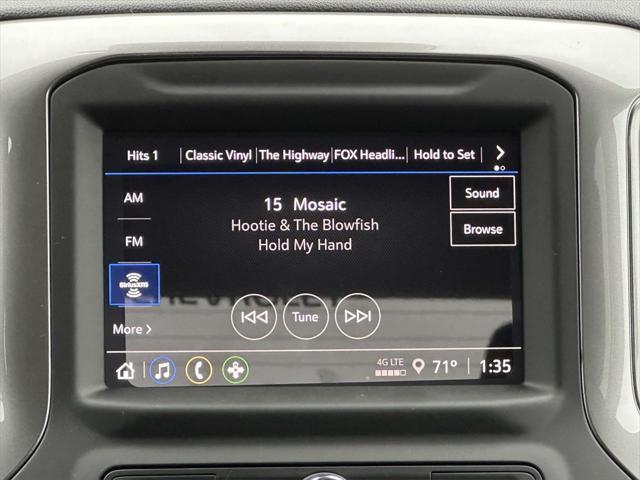 Hits 1 Classic Vinyl The Highway FOX Headli... Hold to Set
AM
15 Mosaic
Sound
Hootie & The Blowfish
Browse
FM
Hold My Hand
SiriusXM
Tune
More
4G LTE 71° 1:35